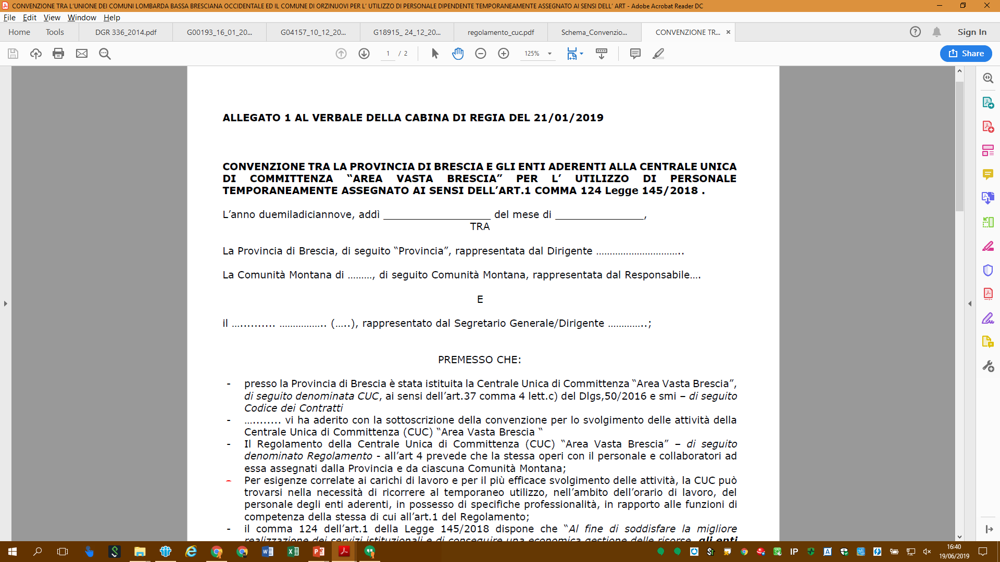 CONVENZIONE TRA L'UNIONE DEI COMUNI LOMBARDA BASSA BRESCIANA OCCIDENTALE ED IL COMUNE DI ORZINUOVI PER L' UTILIZZO DI PERSONALE DIPENDENTE TEMPORANEAMENTE ASSEGNATO AI SENSI DELL' ART - Adobe Acrobat Reader DC
File Edit View Window Help
Home Tools DGR 336_2014.pdf G00193_16_01_20... G04157_10_12_20... G18915_ 24_12_20... regolamento_cuc.pdf Schema_Convenzio... CONVENZIONE TR... Sign In
1 / 2 125% Share
ALLEGATO 1 AL VERBALE DELLA CABINA DI REGIA DEL 21/01/2019
CONVENZIONE TRA LA PROVINCIA DI BRESCIA E GLI ENTI ADERENTI ALLA CENTRALE UNICA
DI COMMITTENZA “AREA VASTA BRESCIA” PER L’ UTILIZZO DI PERSONALE
TEMPORANEAMENTE ASSEGNATO AI SENSI DELL’ART.1 COMMA 124 Legge 145/2018 .
L’anno duemiladiciannove, addì ___________________ del mese di ________________,
TRA
La Provincia di Brescia, di seguito “Provincia”, rappresentata dal Dirigente …………………………..
La Comunità Montana di ………, di seguito Comunità Montana, rappresentata dal Responsabile….
E
il ….......... …………….. (…..), rappresentato dal Segretario Generale/Dirigente …………..;
PREMESSO CHE:
- presso la Provincia di Brescia è stata istituita la Centrale Unica di Committenza “Area Vasta Brescia”,
di seguito denominata CUC, ai sensi dell’art.37 comma 4 lett.c) del Dlgs,50/2016 e smi – di seguito
Codice dei Contratti
- …........ vi ha aderito con la sottoscrizione della convenzione per lo svolgimento delle attività della
Centrale Unica di Committenza (CUC) “Area Vasta Brescia “
- Il Regolamento della Centrale Unica di Committenza (CUC) “Area Vasta Brescia” – di seguito
denominato Regolamento - all’art 4 prevede che la stessa operi con il personale e collaboratori ad
essa assegnati dalla Provincia e da ciascuna Comunità Montana;
- Per esigenze correlate ai carichi di lavoro e per il più efficace svolgimento delle attività, la CUC può
trovarsi nella necessità di ricorrere al temporaneo utilizzo, nell’ambito dell’orario di lavoro, del
personale degli enti aderenti, in possesso di specifiche professionalità, in rapporto alle funzioni di
competenza della stessa di cui all’art.1 del Regolamento;
- il comma 124 dell’art.1 della Legge 145/2018 dispone che “Al fine di soddisfare la migliore
realizzazione dei servizi istituzionali e di conseguire una economica gestione delle risorse, gli enti
IP
16:40
19/06/2019